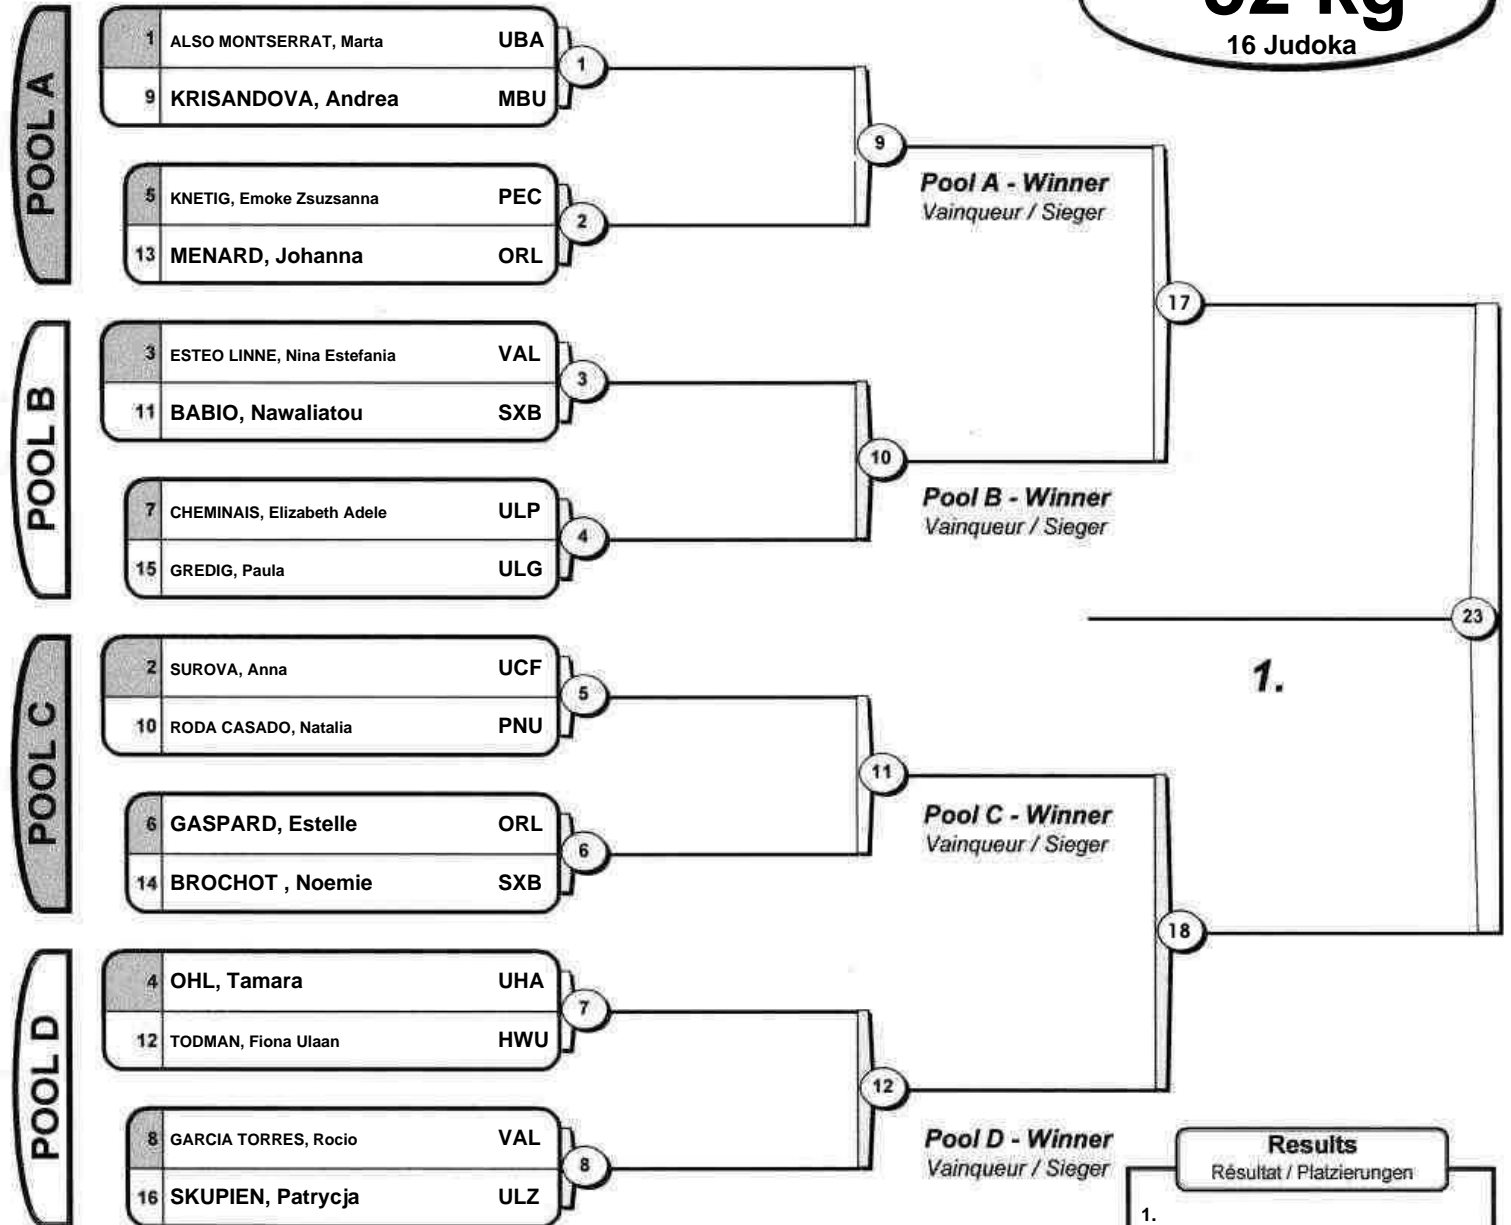 16 Judoka
POOL A
1 ALSO MONTSERRAT, Marta UBA
9 KRISANDOVA, Andrea MBU
1
5 KNETIG, Emoke Zsuzsanna PEC
13 MENARD, Johanna ORL
2
9
Pool A - Winner
Vainqueur / Sieger
POOL B
3 ESTEO LINNE, Nina Estefania VAL
11 BABIO, Nawaliatou SXB
3
7 CHEMINAIS, Elizabeth Adele ULP
15 GREDIG, Paula ULG
4
10
Pool B - Winner
Vainqueur / Sieger
17
POOL C
2 SUROVA, Anna UCF
10 RODA CASADO, Natalia PNU
5
6 GASPARD, Estelle ORL
14 BROCHOT , Noemie SXB
6
11
Pool C - Winner
Vainqueur / Sieger
POOL D
4 OHL, Tamara UHA
12 TODMAN, Fiona Ulaan HWU
7
8 GARCIA TORRES, Rocio VAL
16 SKUPIEN, Patrycja ULZ
8
12
Pool D - Winner
Vainqueur / Sieger
18
23
1.
Results
Résultat / Platzierungen
1.